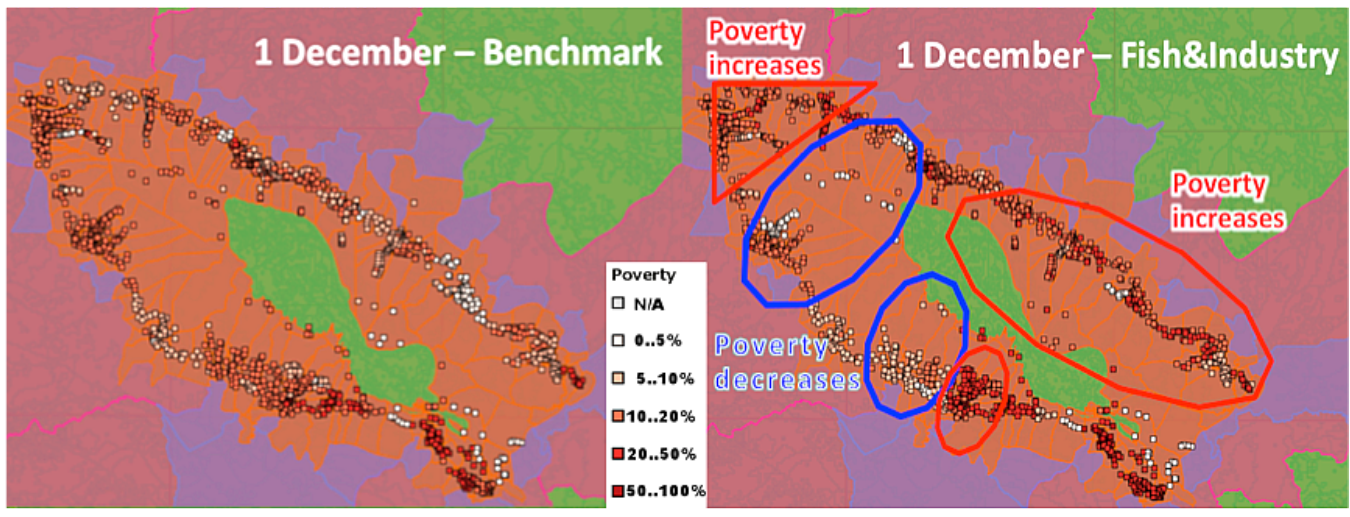 1 December – Benchmark
Poverty
increases
1 December – Fish&Industry
Poverty
increases
Poverty
decreases
Poverty
N/A
0..5%
5..10%
10..20%
20..50%
50..100%